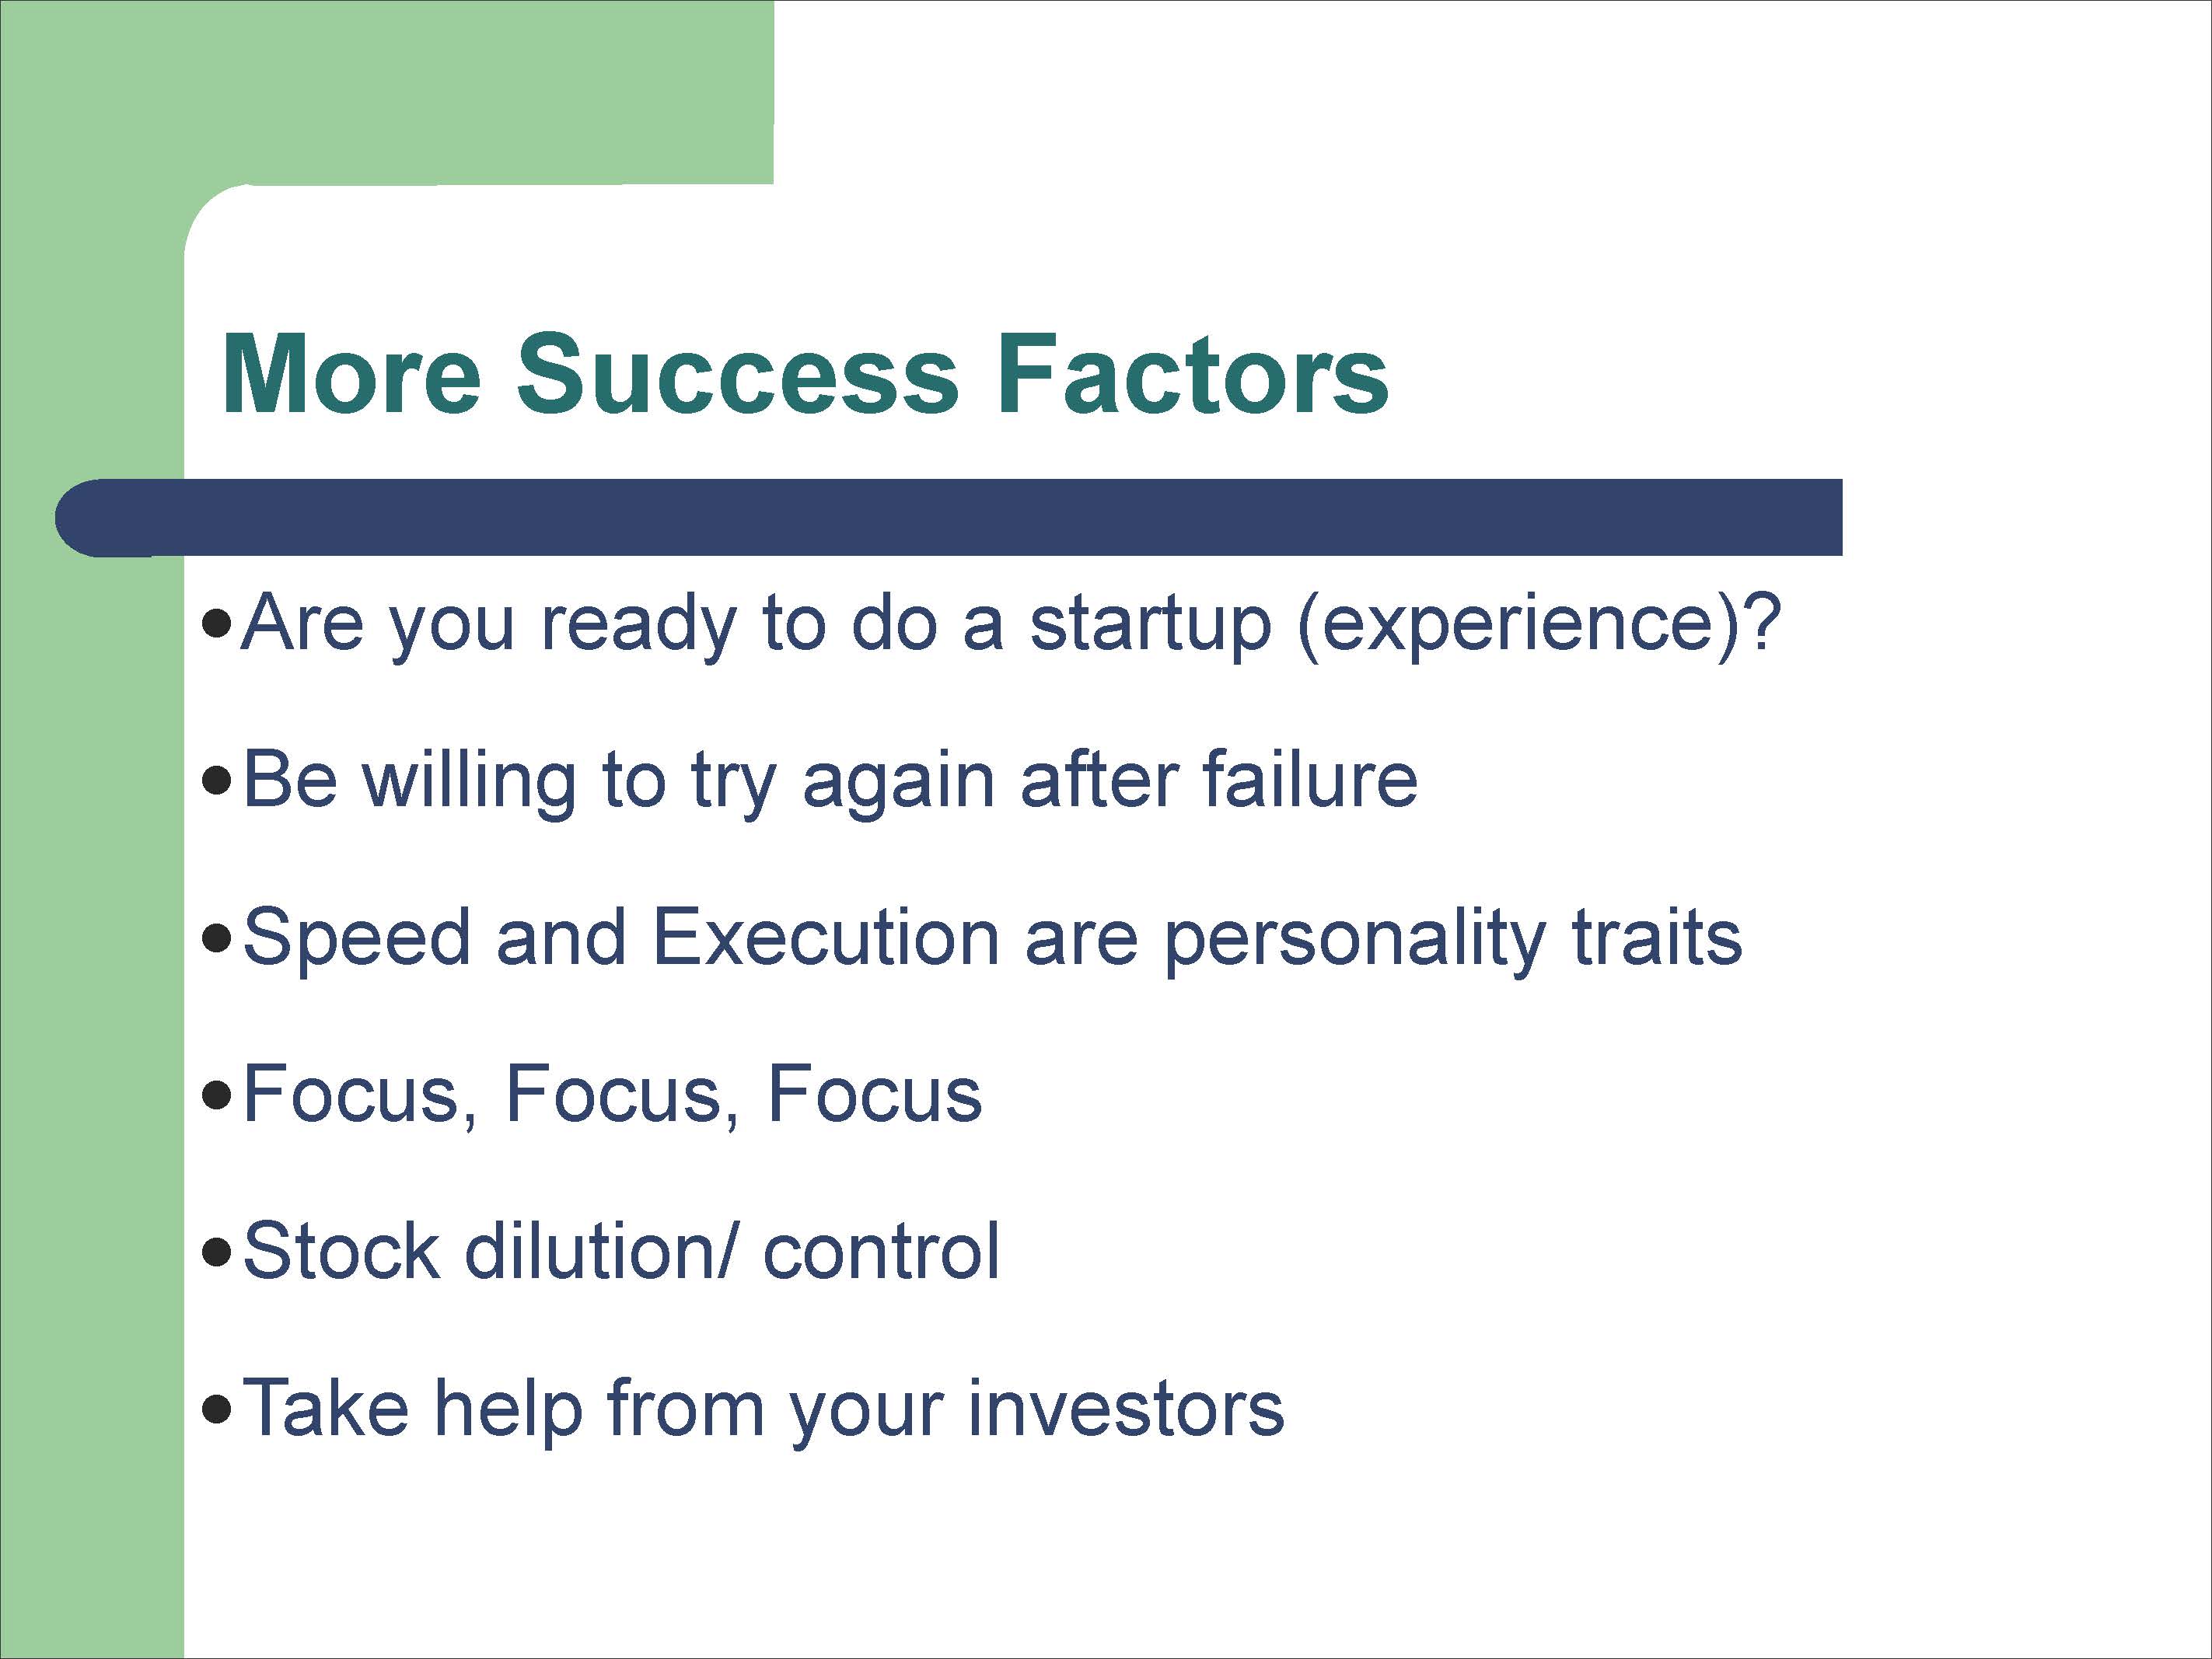 More Success Factors
•Are you ready to do a startup (experience)?
•Be willing to try again after failure
•Speed and Execution are personality traits
•Focus, Focus, Focus
•Stock dilution/ control
•Take help from your investors